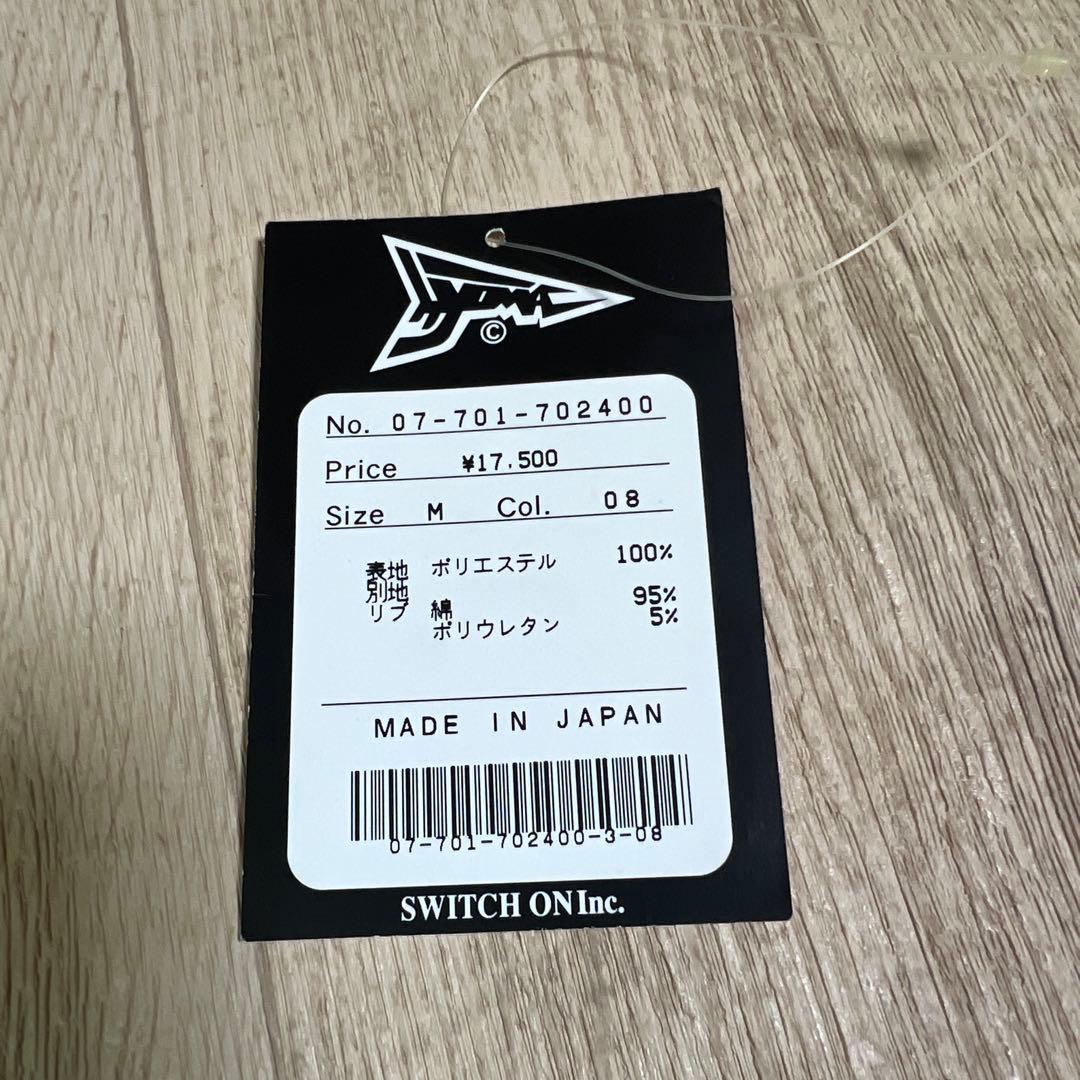 ©
No. 07-701-702400
Price ¥17,500
Size M Col. 08
表地 ポリエステル 100%
別地
リブ 綿 95%
ポリウレタン 5%
MADE IN JAPAN
07-701-702400-3-08
SWITCH ON Inc.